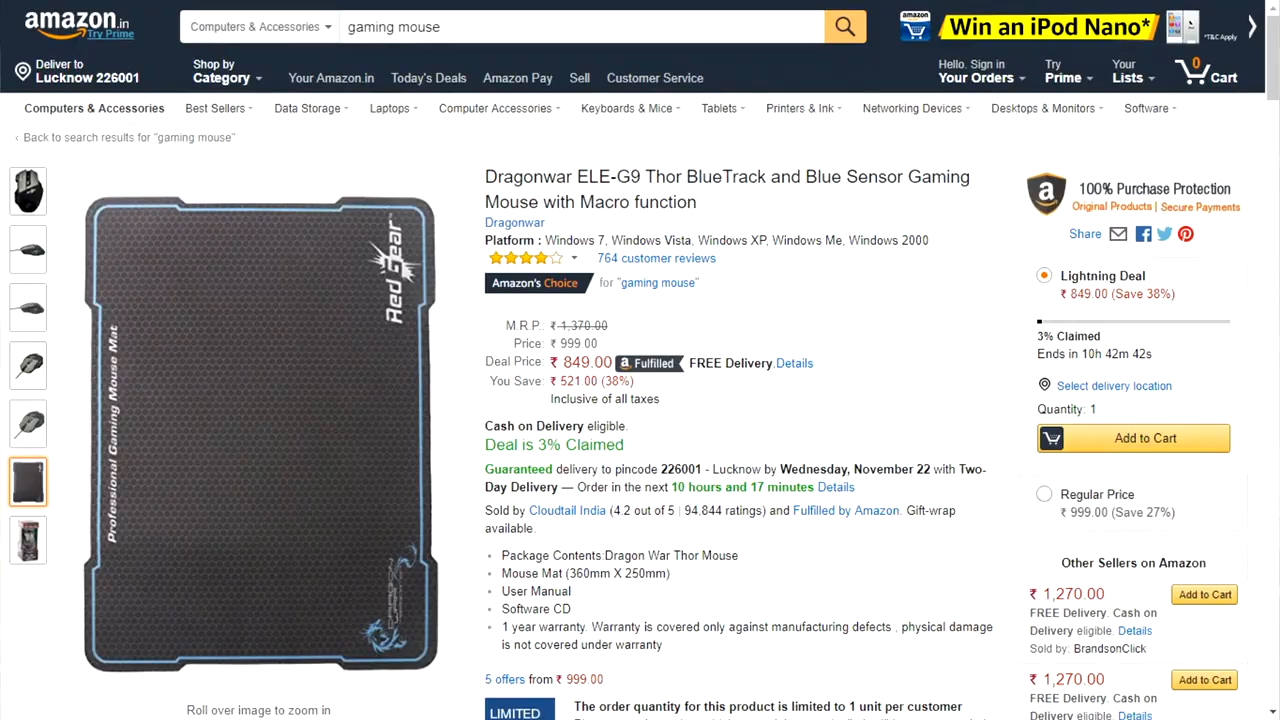 amazon.in
Try Prime
Computers & Accessories
gaming mouse
amazon
Win an iPod Nano*
*T&C Apply
Deliver to
Lucknow 226001
Shop by
Category
Your Amazon.in
Today's Deals
Amazon Pay
Sell
Customer Service
Hello. Sign in
Your Orders
Try
Prime
Your
Lists
0
Cart
Computers & Accessories
Best Sellers
Data Storage
Laptops
Computer Accessories
Keyboards & Mice
Tablets
Printers & Ink
Networking Devices
Desktops & Monitors
Software
‹ Back to search results for "gaming mouse"
Red Gear
Professional Gaming Mouse Mat
Roll over image to zoom in
Dragonwar ELE-G9 Thor BlueTrack and Blue Sensor Gaming
Mouse with Macro function
Dragonwar
Platform : Windows 7, Windows Vista, Windows XP, Windows Me, Windows 2000
764 customer reviews
Amazon's Choice for "gaming mouse"
M.R.P.: ₹ 1,370.00
Price: ₹ 999.00
Deal Price: ₹ 849.00 a Fulfilled FREE Delivery.Details
You Save: ₹ 521.00 (38%)
Inclusive of all taxes
Cash on Delivery eligible.
Deal is 3% Claimed
Guaranteed delivery to pincode 226001 - Lucknow by Wednesday, November 22 with Two-
Day Delivery — Order in the next 10 hours and 17 minutes Details
Sold by Cloudtail India (4.2 out of 5 | 94,844 ratings) and Fulfilled by Amazon. Gift-wrap
available.
• Package Contents:Dragon War Thor Mouse
• Mouse Mat (360mm X 250mm)
• User Manual
• Software CD
• 1 year warranty. Warranty is covered only against manufacturing defects , physical damage
is not covered under warranty
5 offers from ₹ 999.00
LIMITED
The order quantity for this product is limited to 1 unit per customer
a
100% Purchase Protection
Original Products | Secure Payments
Share
Lightning Deal
₹ 849.00 (Save 38%)
3% Claimed
Ends in 10h 42m 42s
Select delivery location
Quantity: 1
Add to Cart
Regular Price
₹ 999.00 (Save 27%)
Other Sellers on Amazon
₹ 1,270.00
Add to Cart
FREE Delivery. Cash on
Delivery eligible. Details
Sold by: BrandsonClick
₹ 1,270.00
Add to Cart
FREE Delivery. Cash on
Delivery eligible. Details